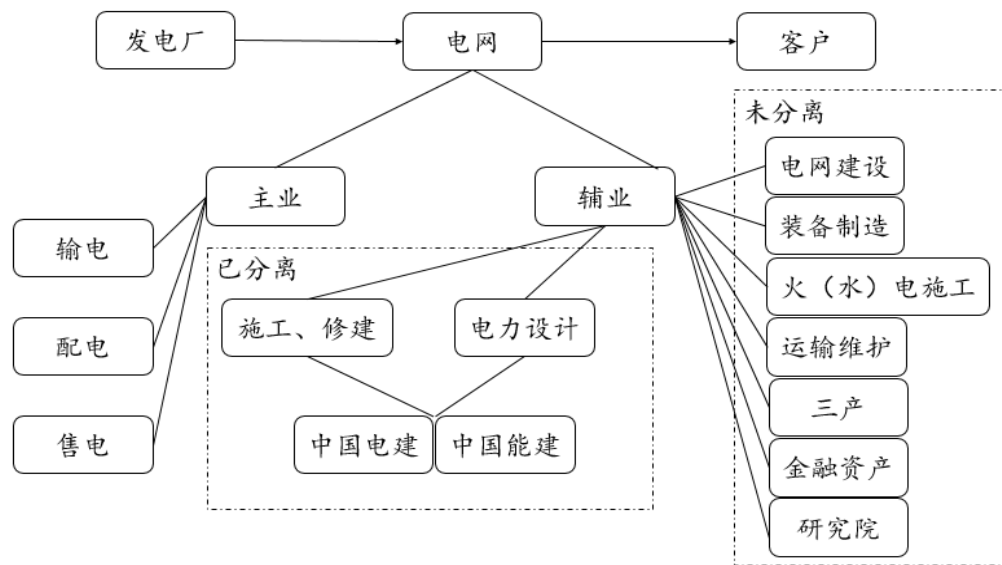 发电厂
电网
客户
未分离
主业
辅业
电网建设
装备制造
火（水）电施工
运输维护
三产
金融资产
研究院
输电
配电
售电
已分离
施工、修建
电力设计
中国电建
中国能建